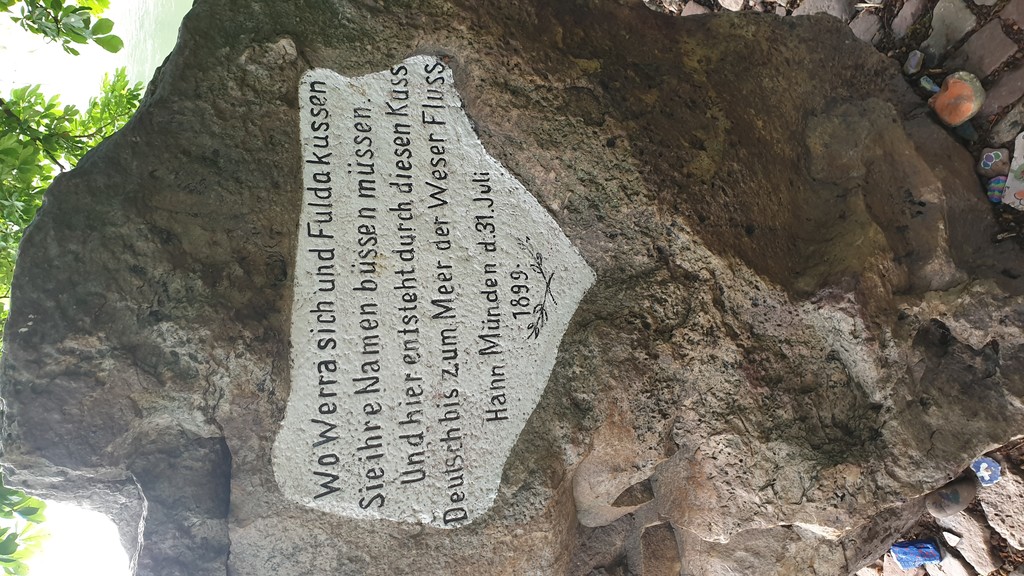 Wo Werra sich und Fulda küssen
Sie ihre Namen büssen müssen.
Und hier entsteht durch diesen Kuss
Deutsch bis zum Meer der Weser Fluss.
Hann. Münden d. 31. Juli
1899.